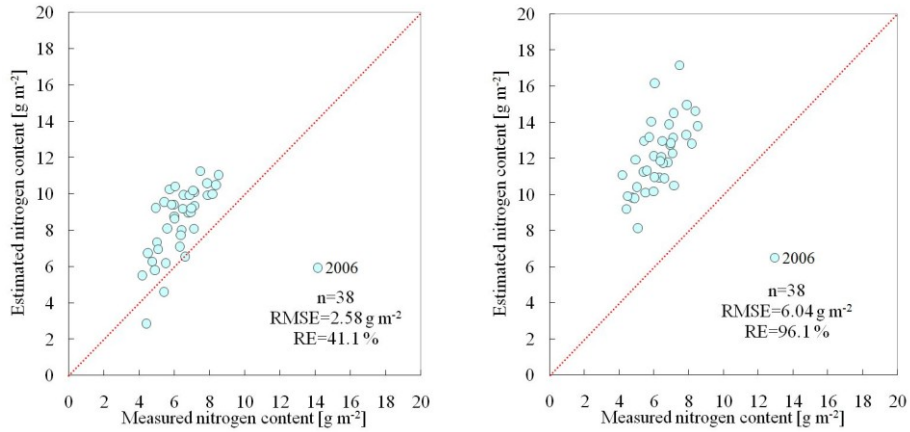 20
18
16
14
12
10
8
6
4
2
0
Estimated nitrogen content [g m-2]
2006
n=38
RMSE=2.58 g m-2
RE=41.1 %
0 2 4 6 8 10 12 14 16 18 20
Measured nitrogen content [g m-2]
20
18
16
14
12
10
8
6
4
2
0
Estimated nitrogen content [g m-2]
2006
n=38
RMSE=6.04 g m-2
RE=96.1 %
0 2 4 6 8 10 12 14 16 18 20
Measured nitrogen content [g m-2]